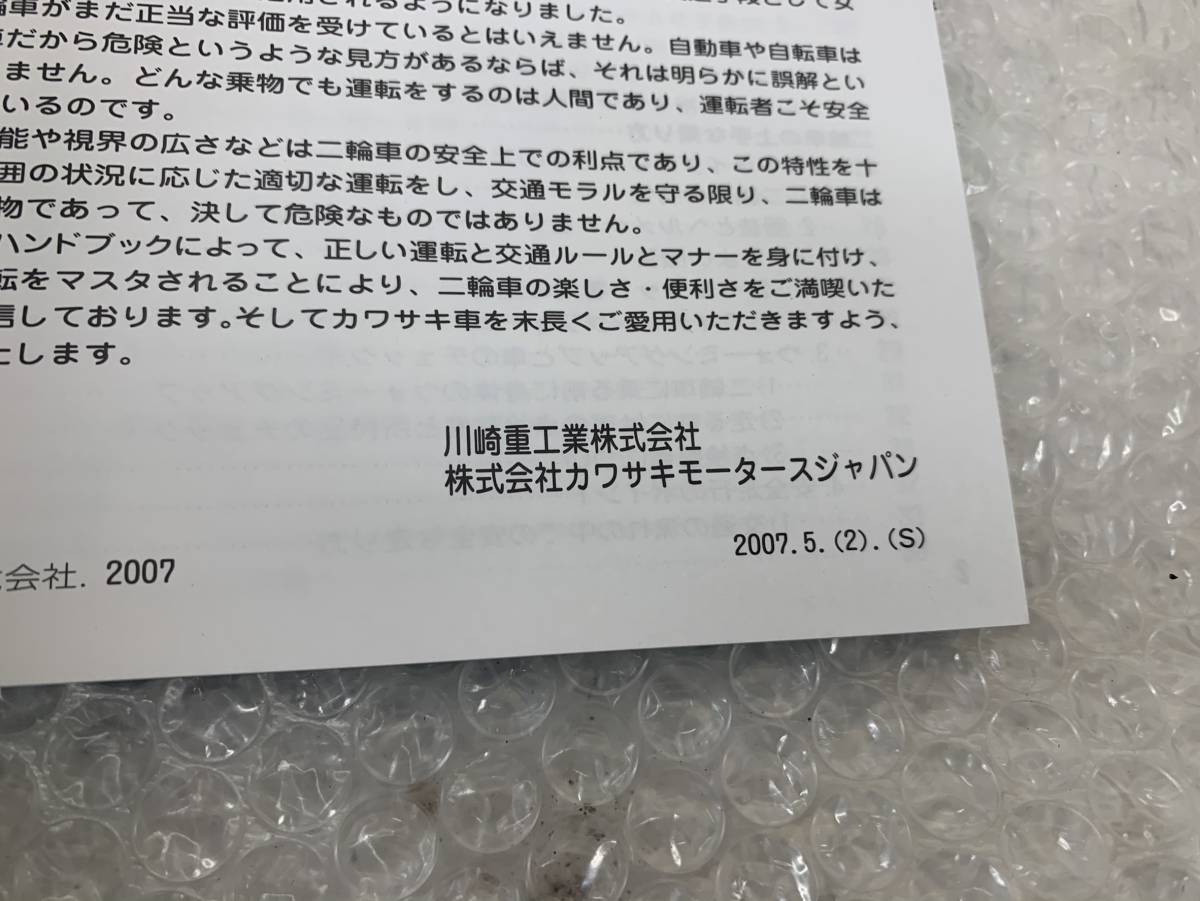 用されるようになりました。
輪車がまだ正当な評価を受けているとはいえません。自動車や自転車は
車だから危険というような見方があるならば、それは明らかに誤解とい
ません。どんな乗物でも運転をするのは人間であり、運転者こそ安全
いるのです。
能や視界の広さなどは二輪車の安全上での利点であり、この特性を十
囲の状況に応じた適切な運転をし、交通モラルを守る限り、二輪車は
物であって、決して危険なものではありません。
ハンドブックによって、正しい運転と交通ルールとマナーを身に付け、
転をマスタされることにより、二輪車の楽しさ・便利さをご満喫いた
信しております。そしてカワサキ車を末長くご愛用いただきますよう、
たします。
川崎重工業株式会社
株式会社カワサキモータースジャパン
2007.5.(2).(S)
式会社. 2007